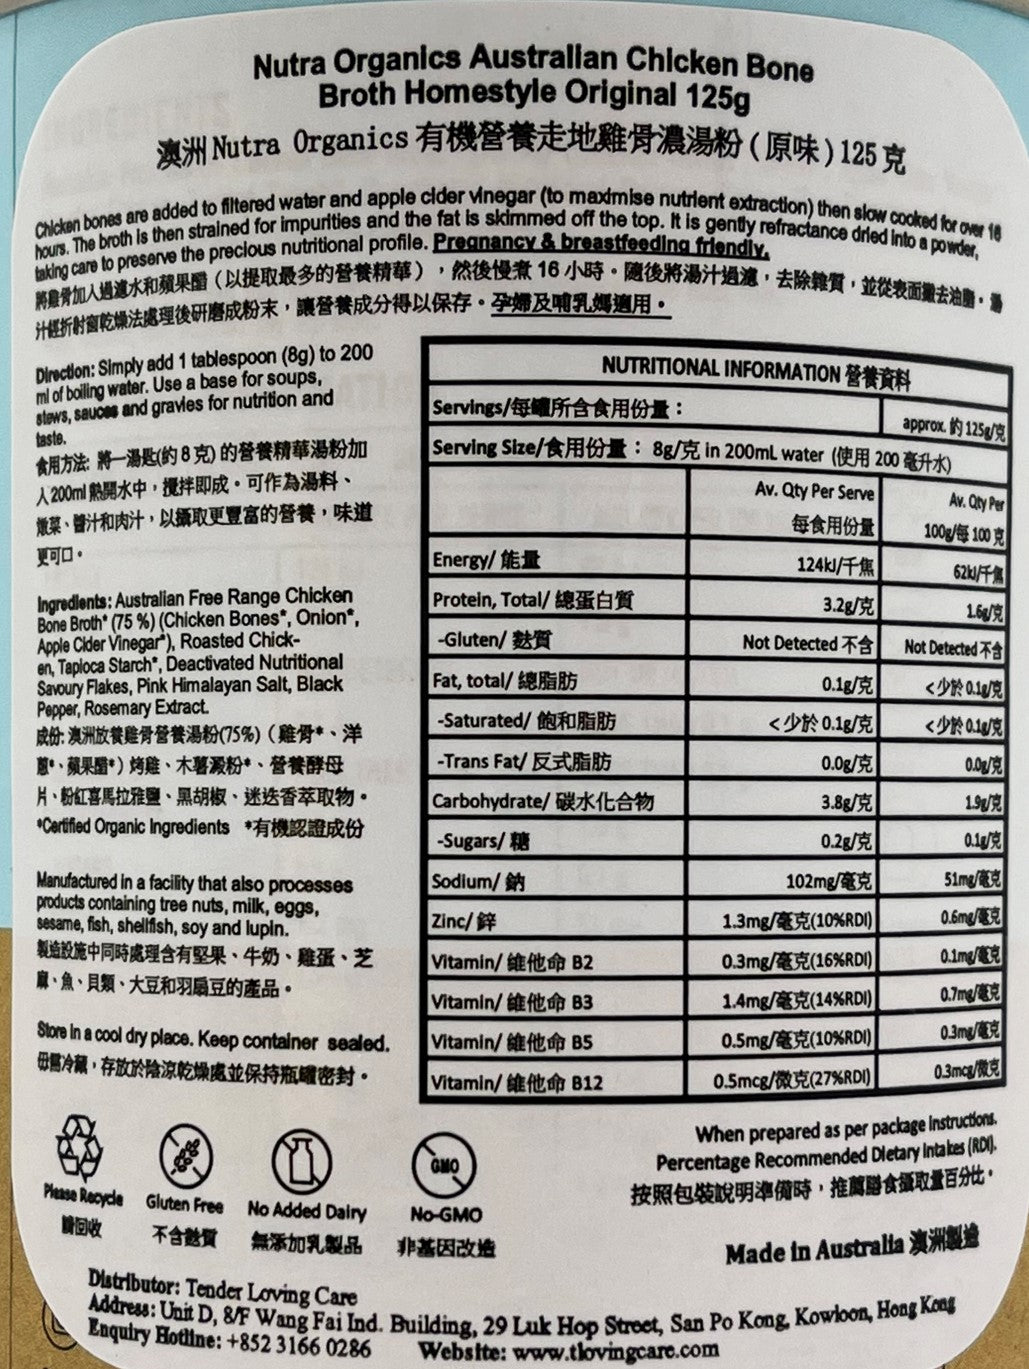 Nutra Organics Australian Chicken Bone
Broth Homestyle Original 125g
澳洲 Nutra Organics 有機營養走地雞骨濃湯粉 (原味) 125 克
Chicken bones are added to filtered water and apple cider vinegar (to maximise nutrient extraction) then slow cooked for over 16
hours. The broth is then strained for impurities and the fat is skimmed off the top. It is gently refractance dried into a powder,
taking care to preserve the precious nutritional profile. Pregnancy & breastfeeding friendly.
將雞骨加入過濾水和蘋果醋（以提取最多的營養精華），然後慢煮 16 小時。隨後將湯汁過濾，去除雜質，並從表面撇去油脂。湯
汁經折射窗乾燥法處理後研磨成粉末，讓營養成分得以保存。孕婦及哺乳媽適用。
Direction: Simply add 1 tablespoon (8g) to 200
ml of boiling water. Use a base for soups,
stews, sauces and gravies for nutrition and
taste.
食用方法: 將一湯匙(約 8 克) 的營養精華湯粉加
入 200ml 熱開水中，攪拌即成。可作為湯料、
燉菜、醬汁和肉汁，以攝取更豐富的營養，味道
更可口。
Ingredients: Australian Free Range Chicken
Bone Broth* (75 %) (Chicken Bones*, Onion*,
Apple Cider Vinegar*), Roasted Chick-
en, Tapioca Starch*, Deactivated Nutritional
Savoury Flakes, Pink Himalayan Salt, Black
Pepper, Rosemary Extract.
成份: 澳洲放養雞骨營養湯粉(75%)（雞骨*、洋
蔥*、蘋果醋*）烤雞、木薯澱粉*、營養酵母
片、粉紅喜馬拉雅鹽、黑胡椒、迷迭香萃取物。
*Certified Organic Ingredients *有機認證成份
Manufactured in a facility that also processes
products containing tree nuts, milk, eggs,
sesame, fish, shellfish, soy and lupin.
製造設施中同時處理含有堅果、牛奶、雞蛋、芝
麻、魚、貝類、大豆和羽扇豆的產品。
Store in a cool dry place. Keep container sealed.
毋需冷藏，存放於陰涼乾燥處並保持瓶罐密封。
NUTRITIONAL INFORMATION 營養資料
Servings/每罐所含食用份量： approx. 約 125g/克
Serving Size/食用份量： 8g/克 in 200mL water (使用 200 毫升水)
Av. Qty Per Serve Av. Qty Per
每食用份量 100g/每 100 克
Energy/ 能量 124kJ/千焦 62kJ/千焦
Protein, Total/ 總蛋白質 3.2g/克 1.6g/克
-Gluten/ 麩質 Not Detected 不含 Not Detected 不含
Fat, total/ 總脂肪 0.1g/克 <少於 0.1g/克
-Saturated/ 飽和脂肪 <少於 0.1g/克 <少於 0.1g/克
-Trans Fat/ 反式脂肪 0.0g/克 0.0g/克
Carbohydrate/ 碳水化合物 3.8g/克 1.9g/克
-Sugars/ 糖 0.2g/克 0.1g/克
Sodium/ 鈉 102mg/毫克 51mg/毫克
Zinc/ 鋅 1.3mg/毫克(10%RDI) 0.6mg/毫克
Vitamin/ 維他命 B2 0.3mg/毫克(16%RDI) 0.1mg/毫克
Vitamin/ 維他命 B3 1.4mg/毫克(14%RDI) 0.7mg/毫克
Vitamin/ 維他命 B5 0.5mg/毫克(10%RDI) 0.3mg/毫克
Vitamin/ 維他命 B12 0.5mcg/微克(27%RDI) 0.3mcg/微克
When prepared as per package instructions.
Percentage Recommended Dietary Intakes (RDI).
按照包裝說明準備時，推薦膳食攝取量百分比。
GMO
Please Recycle Gluten Free No Added Dairy No-GMO
請回收 不含麩質 無添加乳製品 非基因改造
Made in Australia 澳洲製造
Distributor: Tender Loving Care
Address: Unit D, 8/F Wang Fai Ind. Building, 29 Luk Hop Street, San Po Kong, Kowloon, Hong Kong
Enquiry Hotline: +852 3166 0286 Website: www.tlovingcare.com